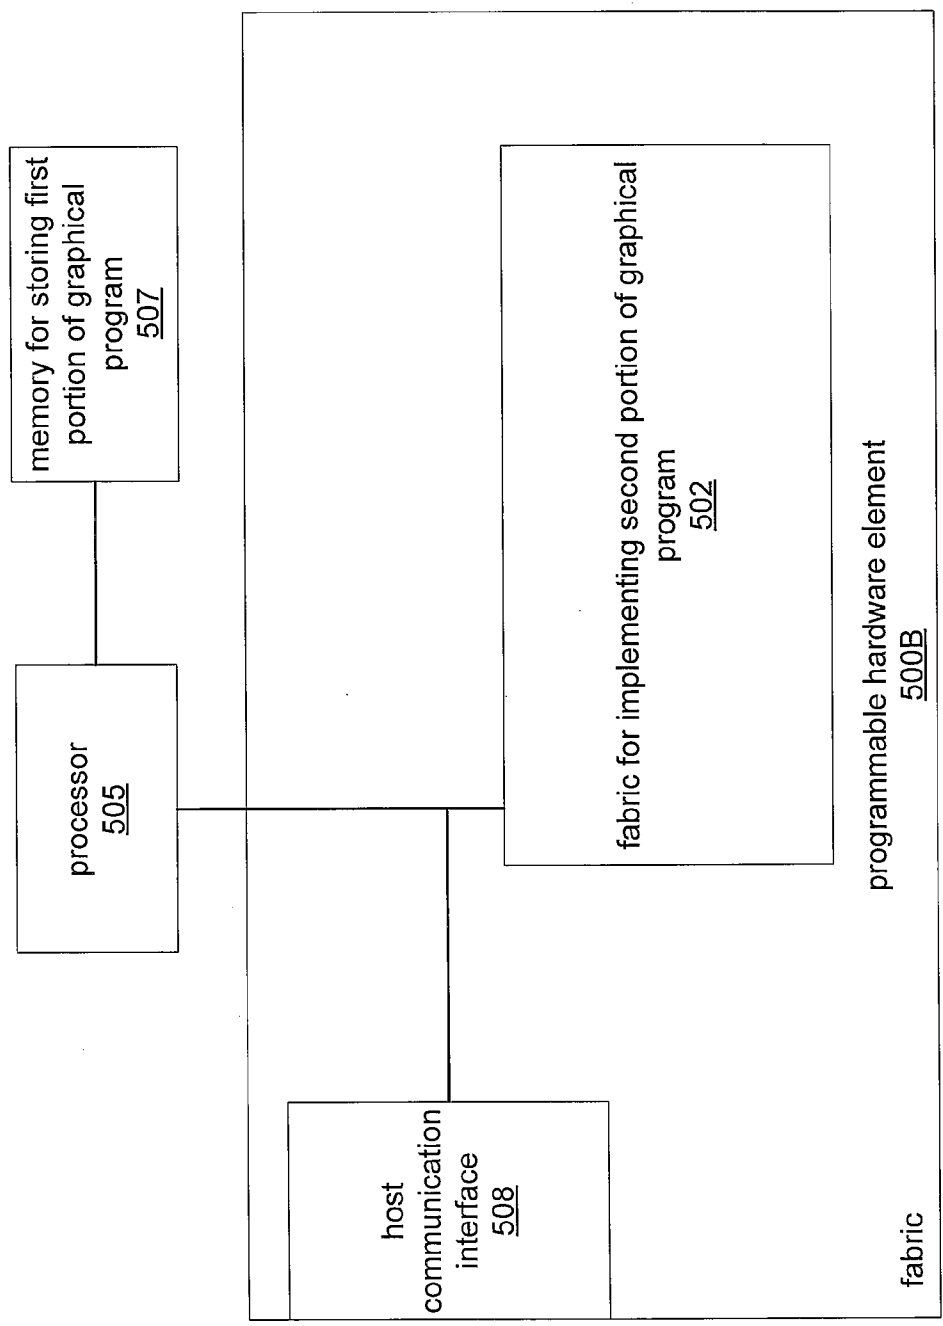 host
communication
interface
508
processor
505
memory for storing first
portion of graphical
program
507
fabric for implementing second portion of graphical
program
502
programmable hardware element
500B
fabric